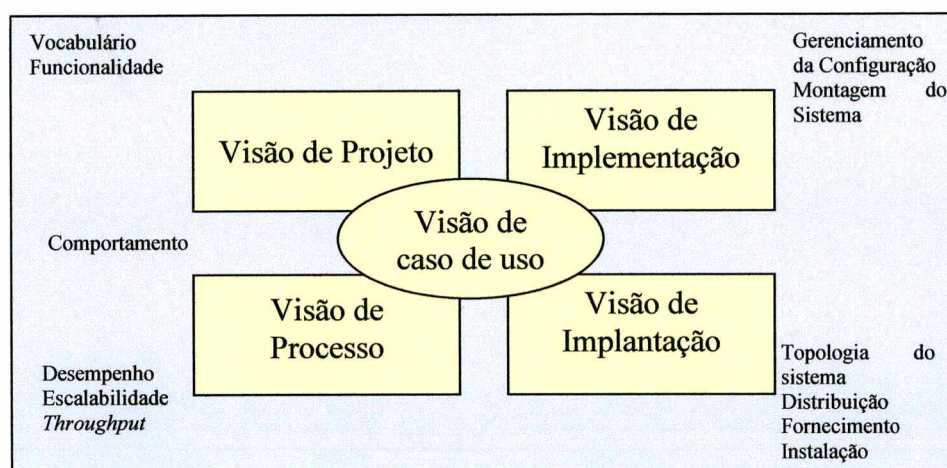 Vocabulário
Funcionalidade
Gerenciamento
da Configuração
Montagem do
Sistema
Visão de Projeto
Visão de
Implementação
Visão de
caso de uso
Comportamento
Visão de
Processo
Visão de
Implantação
Desempenho
Escalabilidade
Throughput
Topologia do
sistema
Distribuição
Fornecimento
Instalação